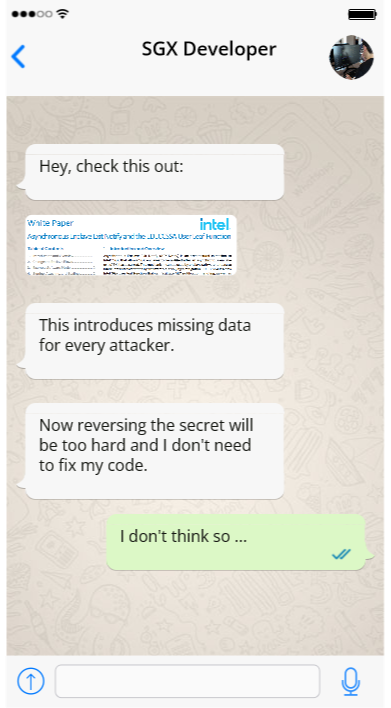 SGX Developer
Hey, check this out:
White Paper
intel
Asynchronous Enclave Exit Notify and the EDECCSSA User Leaf Function
This introduces missing data
for every attacker.
Now reversing the secret will
be too hard and I don't need
to fix my code.
I don't think so ...